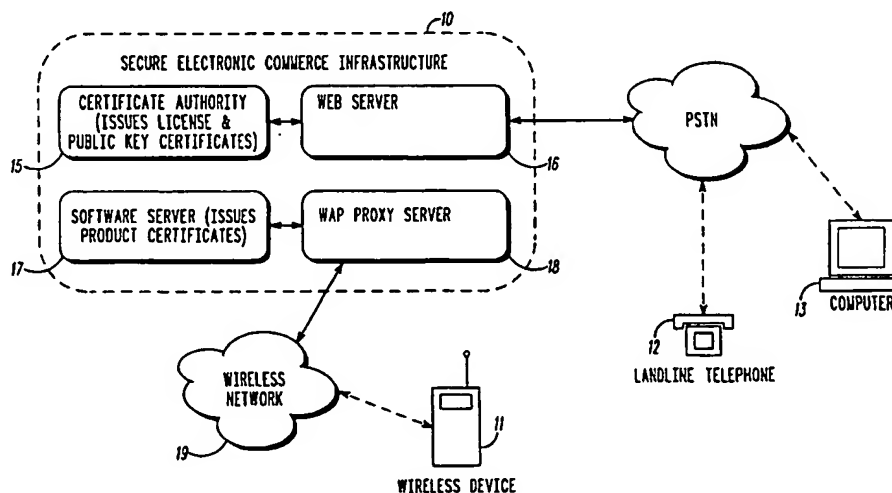 10
SECURE ELECTRONIC COMMERCE INFRASTRUCTURE
CERTIFICATE AUTHORITY
(ISSUES LICENSE &
PUBLIC KEY CERTIFICATES)
WEB SERVER
PSTN
15
16
SOFTWARE SERVER (ISSUES
PRODUCT CERTIFICATES)
WAP PROXY SERVER
17
18
13
COMPUTER
12
LANDLINE TELEPHONE
WIRELESS
NETWORK
19
11
WIRELESS DEVICE